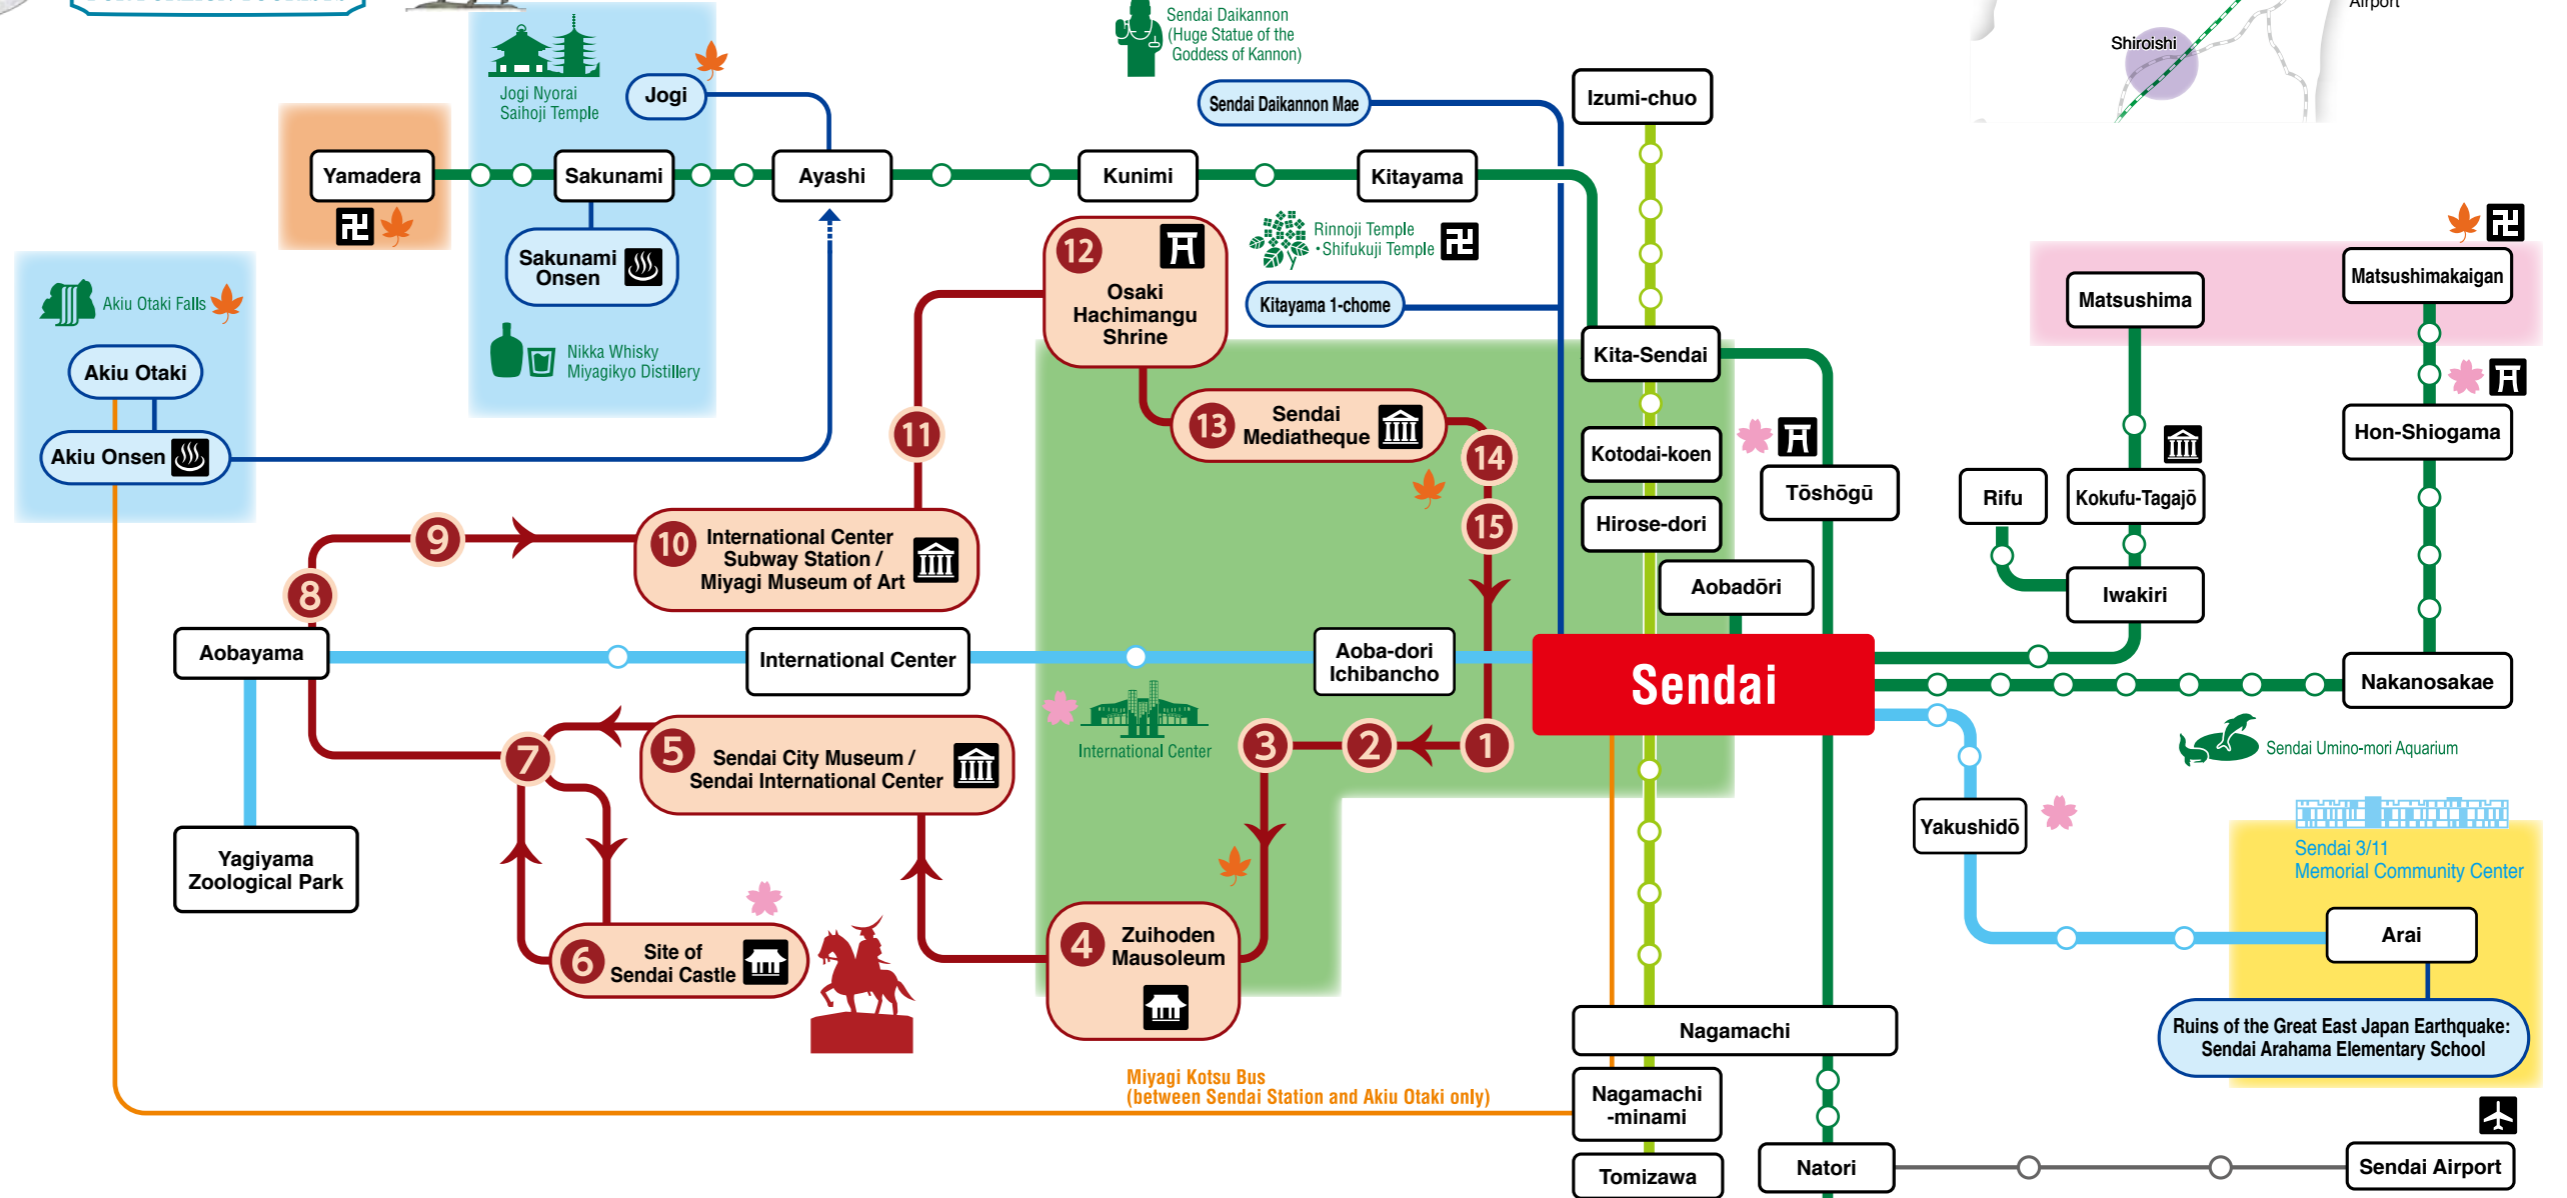 Airport
Shiroishi
Sendai Daikannon
(Huge Statue of the
Goddess of Kannon)
Jogi Nyorai
Saihoji Temple
Jogi
Sendai Daikannon Mae
Izumi-chuo
Yamadera
Sakunami
Ayashi
Kunimi
Kitayama
卍
Sakunami
Onsen
12
Osaki
Hachimangu
Shrine
Rinnoji Temple
・Shifukuji Temple
卍
Kitayama 1-chome
卍
Matsushima
Matsushimakaigan
Akiu Otaki Falls
Nikka Whisky
Miyagikyo Distillery
Akiu Otaki
Akiu Onsen
Kita-Sendai
11
13
Sendai
Mediatheque
14
15
Kotodai-koen
Hirose-dori
Tōshōgū
Aobadōri
Rifu
Kokufu-Tagajō
Iwakiri
Hon-Shiogama
9
8
10
International Center
Subway Station /
Miyagi Museum of Art
Aobayama
International Center
Aoba-dori
Ichibancho
Sendai
Nakanosakae
International Center
Sendai Umino-mori Aquarium
7
5
Sendai City Museum /
Sendai International Center
3
2
1
Yagiyama
Zoological Park
Yakushidō
Sendai 3/11
Memorial Community Center
6
Site of
Sendai Castle
4
Zuihoden
Mausoleum
Arai
Ruins of the Great East Japan Earthquake:
Sendai Arahama Elementary School
Nagamachi
Miyagi Kotsu Bus
(between Sendai Station and Akiu Otaki only)
Nagamachi
-minami
Tomizawa
Natori
Sendai Airport